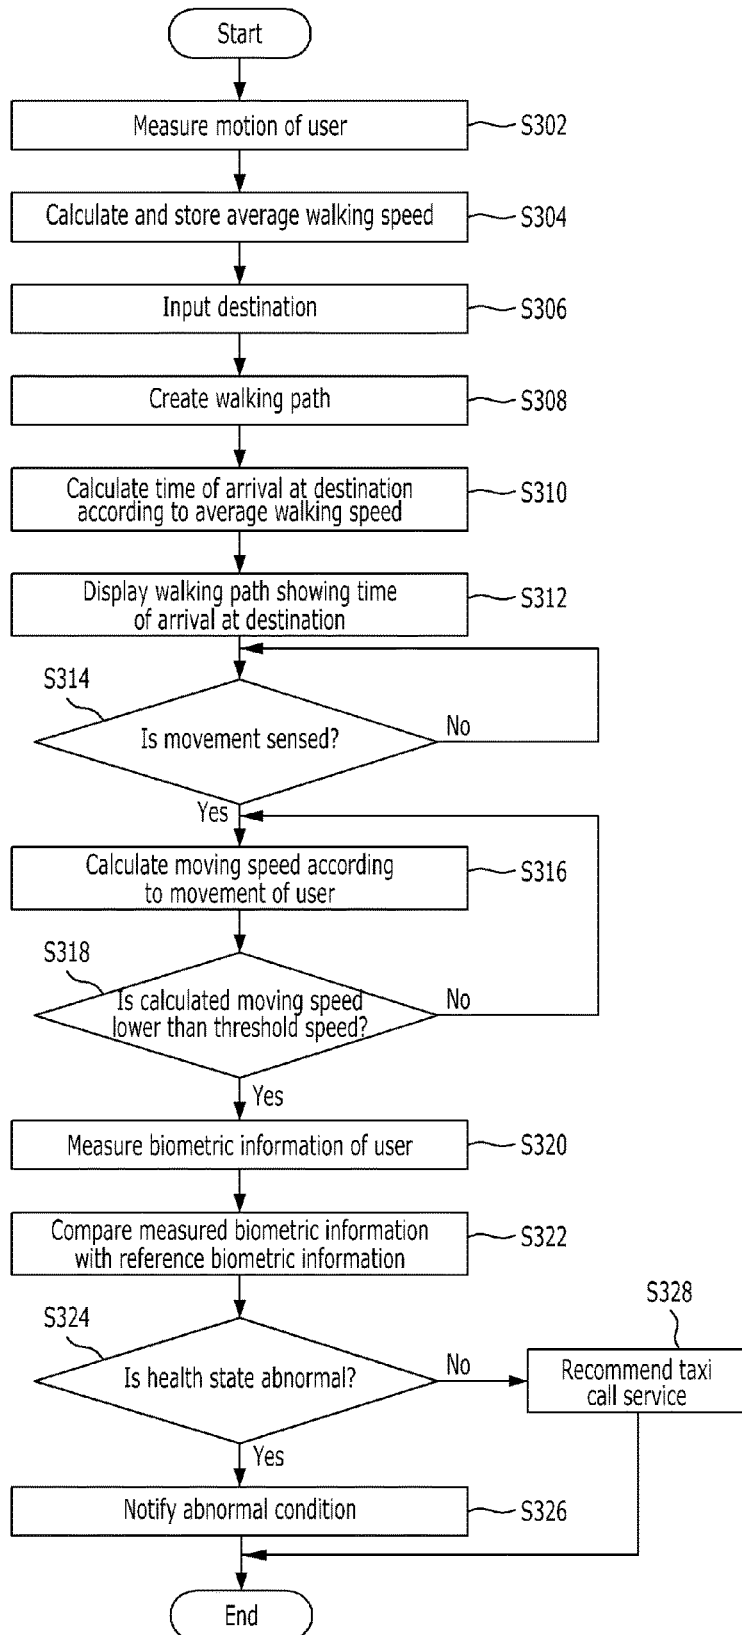 Start
Measure motion of user
S302
Calculate and store average walking speed
S304
Input destination
S306
Create walking path
S308
Calculate time of arrival at destination
according to average walking speed
S310
Display walking path showing time
of arrival at destination
S312
S314
Is movement sensed?
No
Yes
Calculate moving speed according
to movement of user
S316
S318
Is calculated moving speed
lower than threshold speed?
No
Yes
Measure biometric information of user
S320
Compare measured biometric information
with reference biometric information
S322
S324
Is health state abnormal?
No
S328
Recommend taxi
call service
Yes
Notify abnormal condition
S326
End